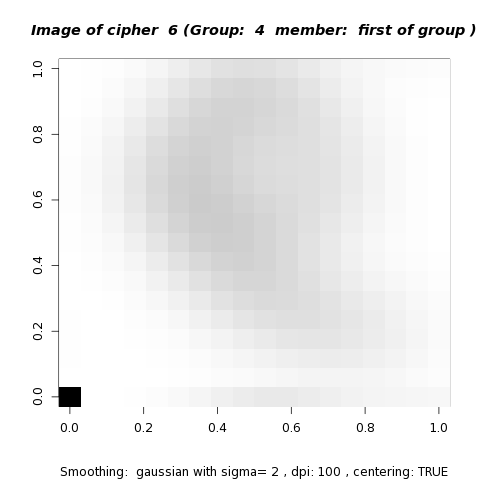 Image of cipher  6 (Group:  4  member:  first of group )
1.0
0.8
0.6
0.4
0.2
0.0
0.0 0.2 0.4 0.6 0.8 1.0
Smoothing:  gaussian with sigma= 2 , dpi: 100 , centering: TRUE